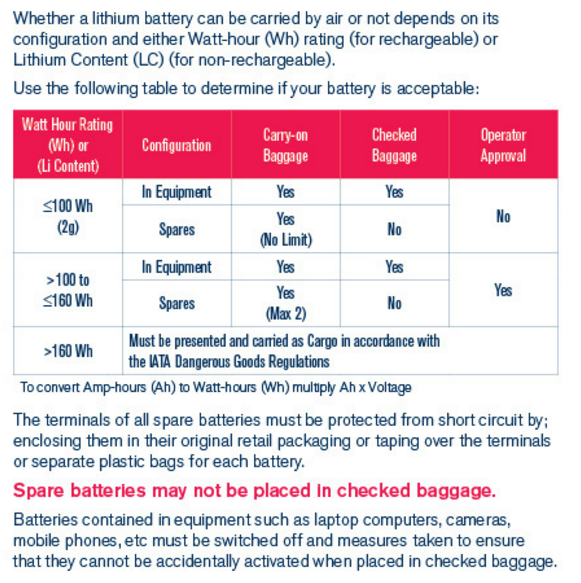 Whether a lithium battery can be carried by air or not depends on its
configuration and either Watt-hour (Wh) rating (for rechargeable) or
Lithium Content (LC) (for non-rechargeable).
Use the following table to determine if your battery is acceptable:
Watt Hour Rating (Wh) or (Li Content) Configuration Carry-on Baggage Checked Baggage Operator Approval
≤100 Wh (2g) In Equipment Yes Yes No
Spares Yes (No Limit) No
>100 to ≤160 Wh In Equipment Yes Yes Yes
Spares Yes (Max 2) No
>160 Wh Must be presented and carried as Cargo in accordance with
the IATA Dangerous Goods Regulations
To convert Amp-hours (Ah) to Watt-hours (Wh) multiply Ah x Voltage
The terminals of all spare batteries must be protected from short circuit by;
enclosing them in their original retail packaging or taping over the terminals
or separate plastic bags for each battery.
Spare batteries may not be placed in checked baggage.
Batteries contained in equipment such as laptop computers, cameras,
mobile phones, etc must be switched off and measures taken to ensure
that they cannot be accidentally activated when placed in checked baggage.